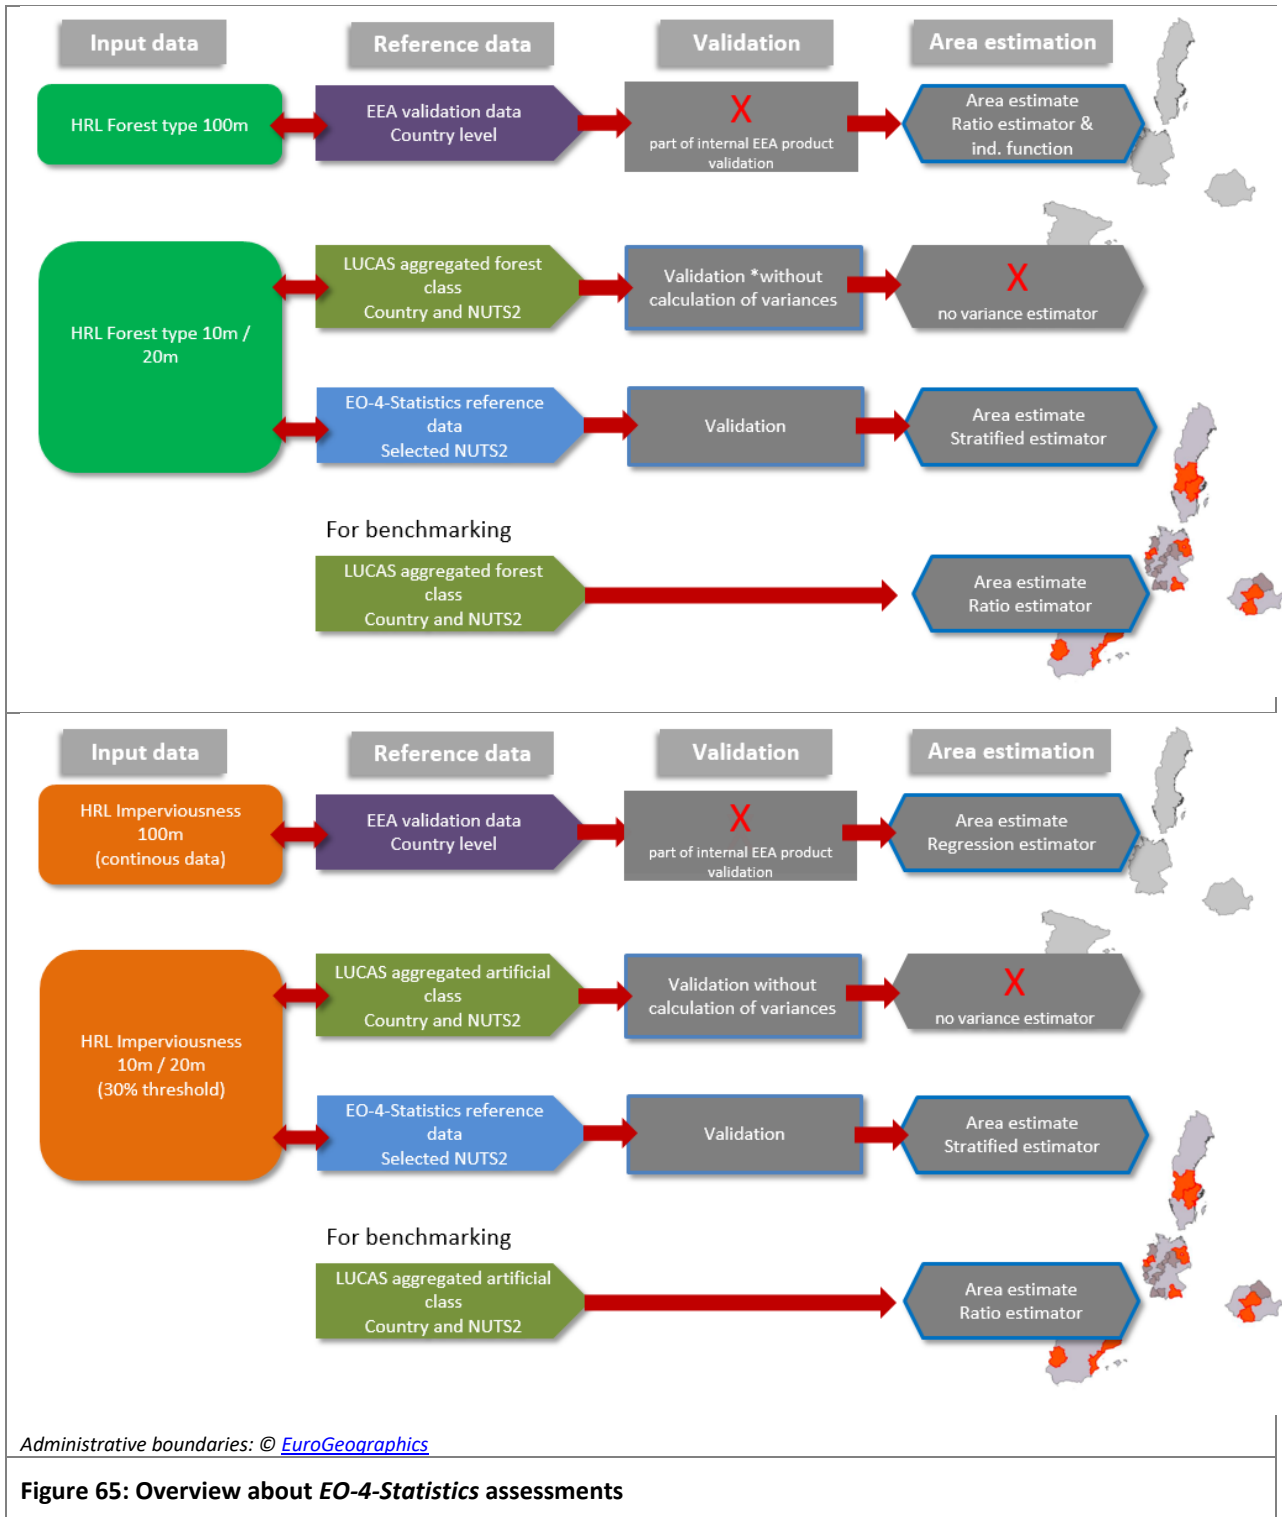 Input data
Reference data
Validation
Area estimation
HRL Forest type 100m
EEA validation data
Country level
X
part of internal EEA product
validation
Area estimate
Ratio estimator &
ind. function
HRL Forest type 10m /
20m
LUCAS aggregated forest
class
Country and NUTS2
Validation *without
calculation of variances
X
no variance estimator
EO-4-Statistics reference
data
Selected NUTS2
Validation
Area estimate
Stratified estimator
For benchmarking
LUCAS aggregated forest
class
Country and NUTS2
Area estimate
Ratio estimator
Input data
Reference data
Validation
Area estimation
HRL Imperviousness
100m
(continous data)
EEA validation data
Country level
X
part of internal EEA product
validation
Area estimate
Regression estimator
HRL Imperviousness
10m / 20m
(30% threshold)
LUCAS aggregated artificial
class
Country and NUTS2
Validation without
calculation of variances
X
no variance estimator
EO-4-Statistics reference
data
Selected NUTS2
Validation
Area estimate
Stratified estimator
For benchmarking
LUCAS aggregated artificial
class
Country and NUTS2
Area estimate
Ratio estimator
Administrative boundaries: © EuroGeographics
Figure 65: Overview about EO-4-Statistics assessments